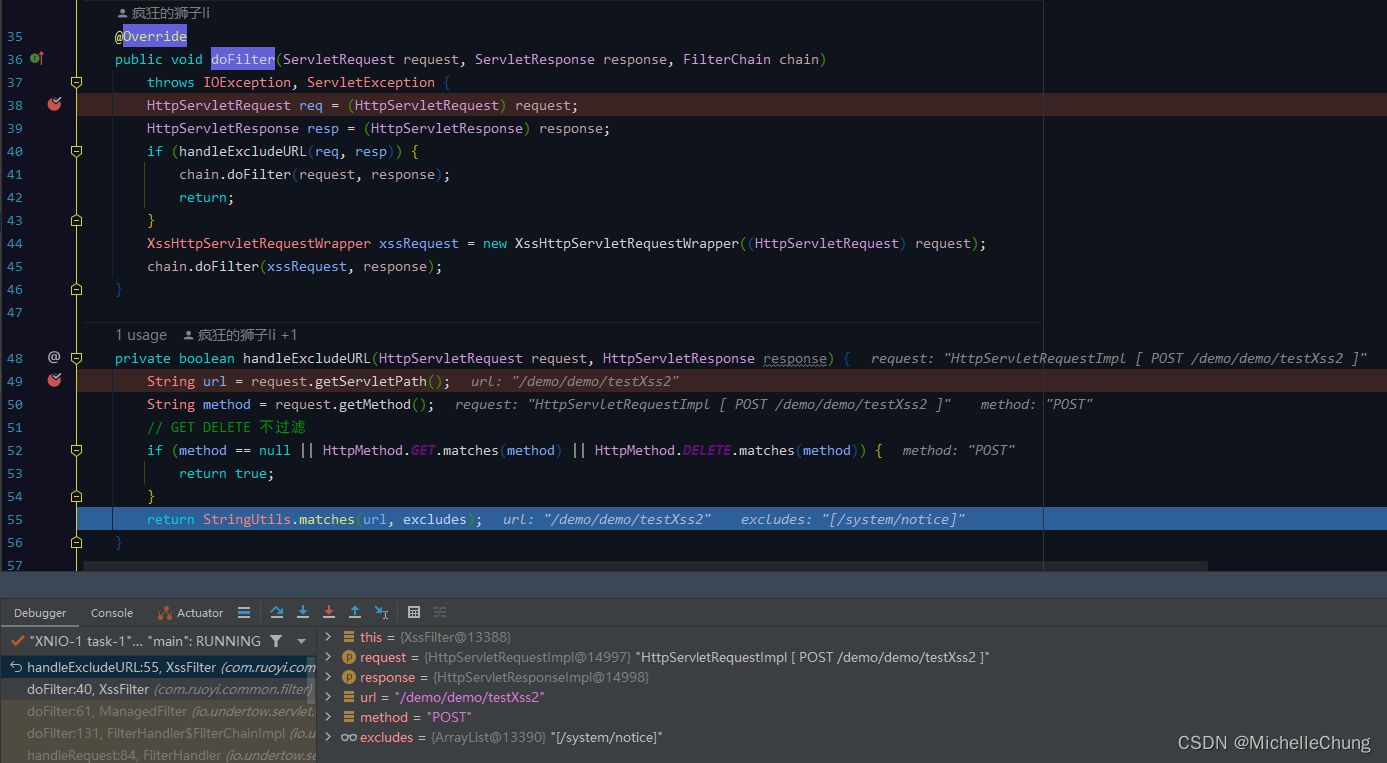 疯狂的狮子li
35 @Override
36 public void doFilter(ServletRequest request, ServletResponse response, FilterChain chain)
37 throws IOException, ServletException {
38 HttpServletRequest req = (HttpServletRequest) request;
39 HttpServletResponse resp = (HttpServletResponse) response;
40 if (handleExcludeURL(req, resp)) {
41 chain.doFilter(request, response);
42 return;
43 }
44 XssHttpServletRequestWrapper xssRequest = new XssHttpServletRequestWrapper((HttpServletRequest) request);
45 chain.doFilter(xssRequest, response);
46 }
47
1 usage 疯狂的狮子li +1
48 @ private boolean handleExcludeURL(HttpServletRequest request, HttpServletResponse response) { request: "HttpServletRequestImpl [ POST /demo/demo/testXss2 ]"
49 String url = request.getServletPath(); url: "/demo/demo/testXss2"
50 String method = request.getMethod(); request: "HttpServletRequestImpl [ POST /demo/demo/testXss2 ]" method: "POST"
51 // GET DELETE 不过滤
52 if (method == null || HttpMethod.GET.matches(method) || HttpMethod.DELETE.matches(method)) { method: "POST"
53 return true;
54 }
55 return StringUtils.matches(url, excludes); url: "/demo/demo/testXss2" excludes: "[/system/notice]"
56 }
57
Debugger Console Actuator
"XNIO-1 task-1"... "main": RUNNING
handleExcludeURL:55, XssFilter (com.ruoyi.com
doFilter:40, XssFilter (com.ruoyi.common.filter)
doFilter:61, ManagedFilter (io.undertow.servlet.
doFilter:131, FilterHandler$FilterChainImpl (io.u
handleRequest:84, FilterHandler (io.undertow.se
this = {XssFilter@13388}
request = {HttpServletRequestImpl@14997} "HttpServletRequestImpl [ POST /demo/demo/testXss2 ]"
response = {HttpServletResponseImpl@14998}
url = "/demo/demo/testXss2"
method = "POST"
excludes = {ArrayList@13390} "[/system/notice]"
CSDN @MichelleChung